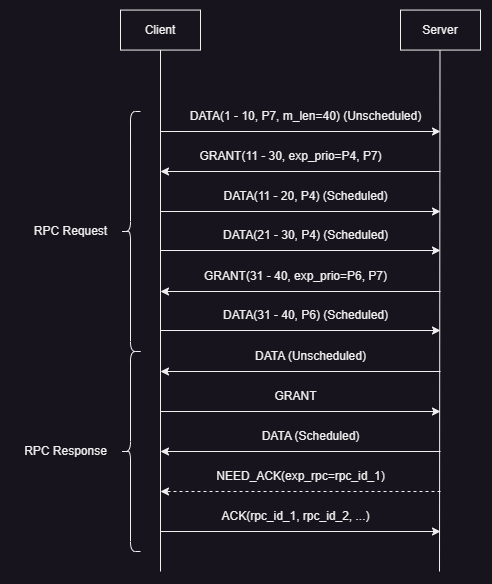 Client
Server
DATA(1 - 10, P7, m_len=40) (Unscheduled)
GRANT(11 - 30, exp_prio=P4, P7)
DATA(11 - 20, P4) (Scheduled)
RPC Request
DATA(21 - 30, P4) (Scheduled)
GRANT(31 - 40, exp_prio=P6, P7)
DATA(31 - 40, P6) (Scheduled)
DATA (Unscheduled)
GRANT
DATA (Scheduled)
RPC Response
NEED_ACK(exp_rpc=rpc_id_1)
ACK(rpc_id_1, rpc_id_2, ...)